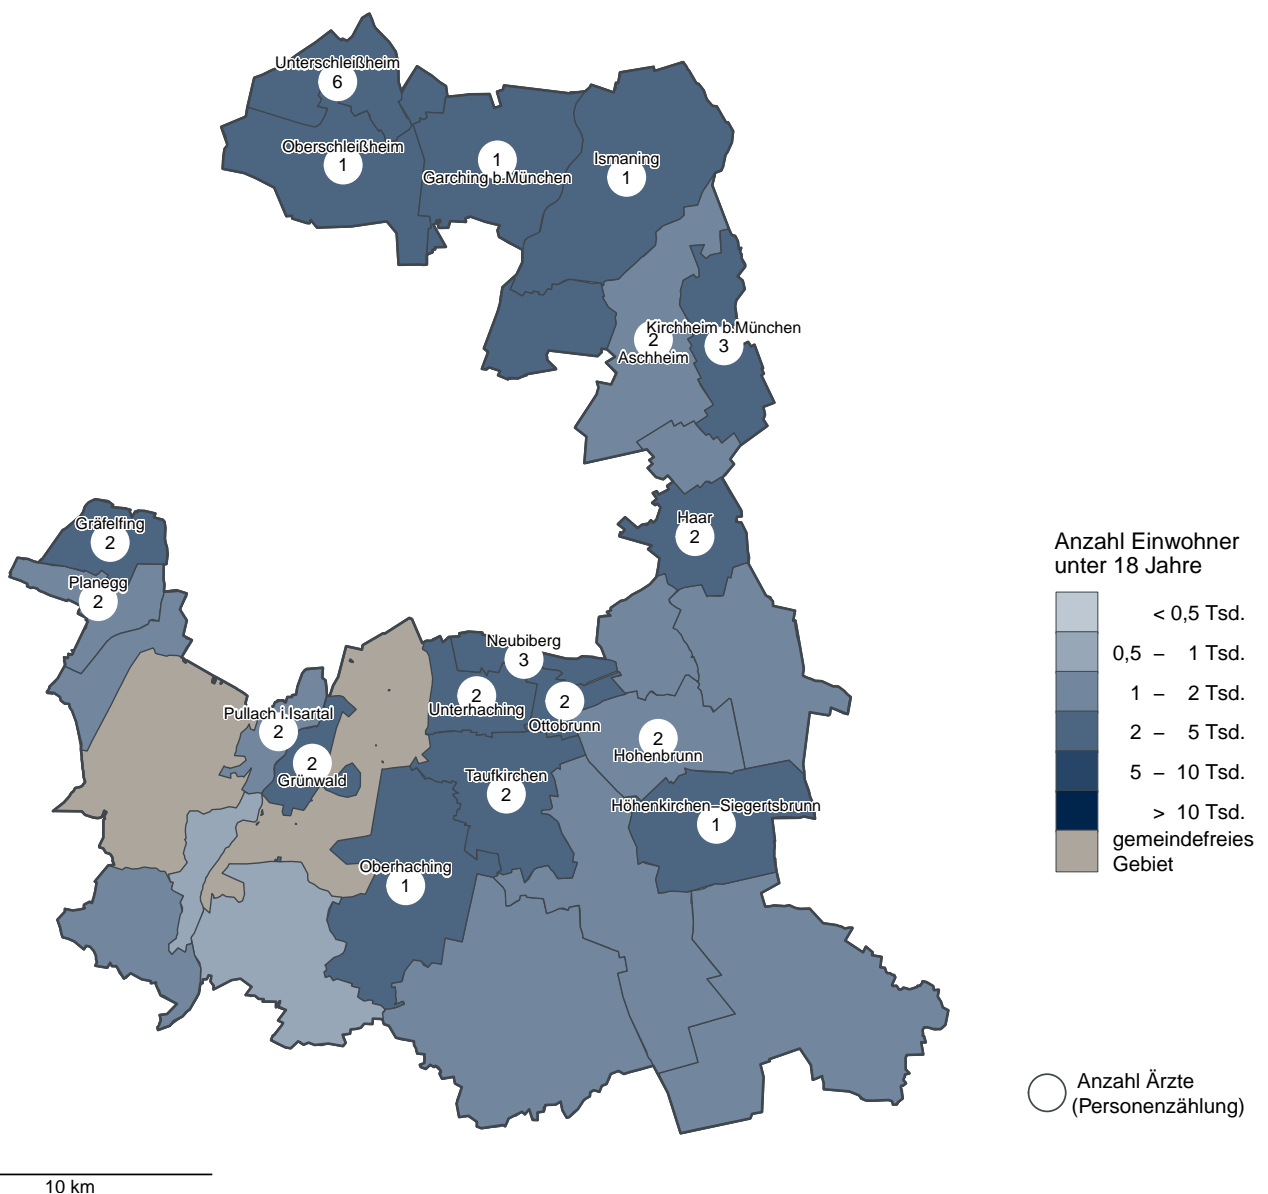 Unterschleißheim
6
Oberschleißheim
1
1
Garching b.München
Ismaning
1
Kirchheim b.München
2
3
Aschheim
Haar
2
Gräfelfing
2
Planegg
2
Neubiberg
3
2
Unterhaching
2
Ottobrunn
Pullach i.Isartal
2
2
Grünwald
2
Hohenbrunn
Taufkirchen
2
Höhenkirchen–Siegertsbrunn
1
Oberhaching
1
Anzahl Einwohner
unter 18 Jahre
< 0,5 Tsd.
0,5 – 1 Tsd.
1 – 2 Tsd.
2 – 5 Tsd.
5 – 10 Tsd.
> 10 Tsd.
gemeindefreies
Gebiet
Anzahl Ärzte
(Personenzählung)
10 km